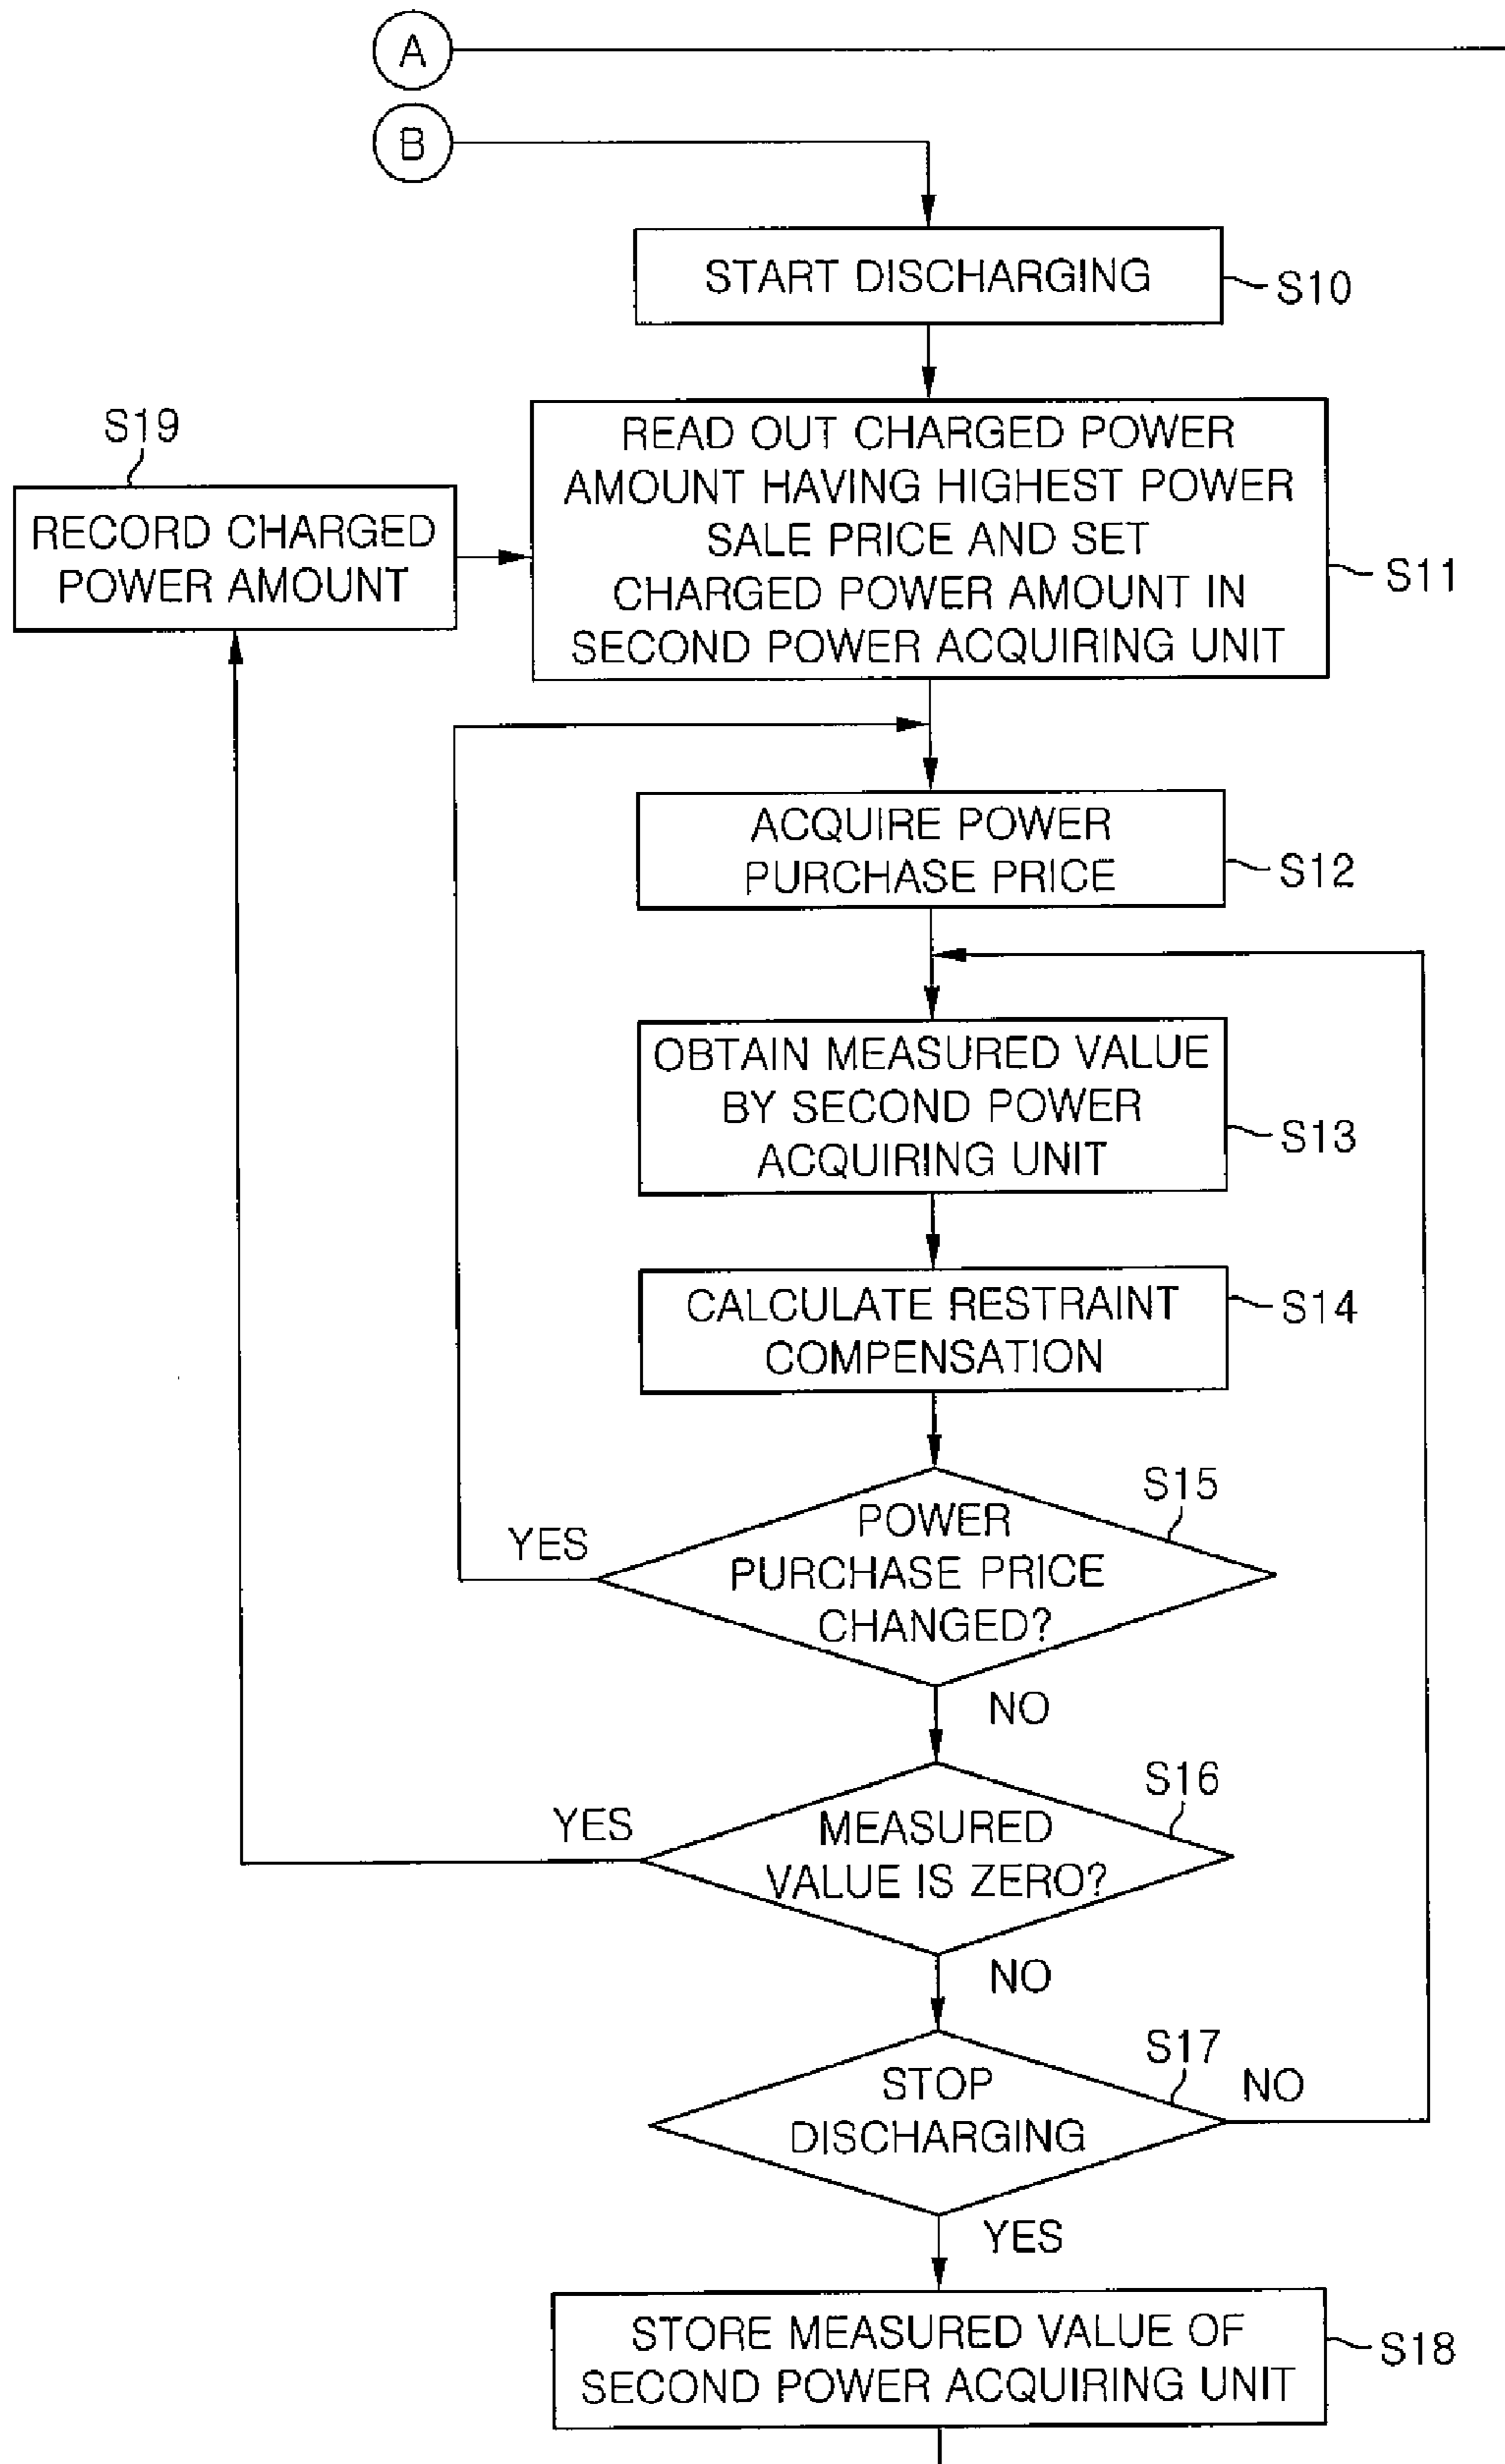 A
B
START DISCHARGING
S10
S19
RECORD CHARGED
POWER AMOUNT
READ OUT CHARGED POWER
AMOUNT HAVING HIGHEST POWER
SALE PRICE AND SET
CHARGED POWER AMOUNT IN
SECOND POWER ACQUIRING UNIT
S11
ACQUIRE POWER
PURCHASE PRICE
S12
OBTAIN MEASURED VALUE
BY SECOND POWER
ACQUIRING UNIT
S13
CALCULATE RESTRAINT
COMPENSATION
S14
S15
POWER
PURCHASE PRICE
CHANGED?
YES
NO
S16
MEASURED
VALUE IS ZERO?
YES
NO
S17
STOP
DISCHARGING
NO
YES
STORE MEASURED VALUE OF
SECOND POWER ACQUIRING UNIT
S18